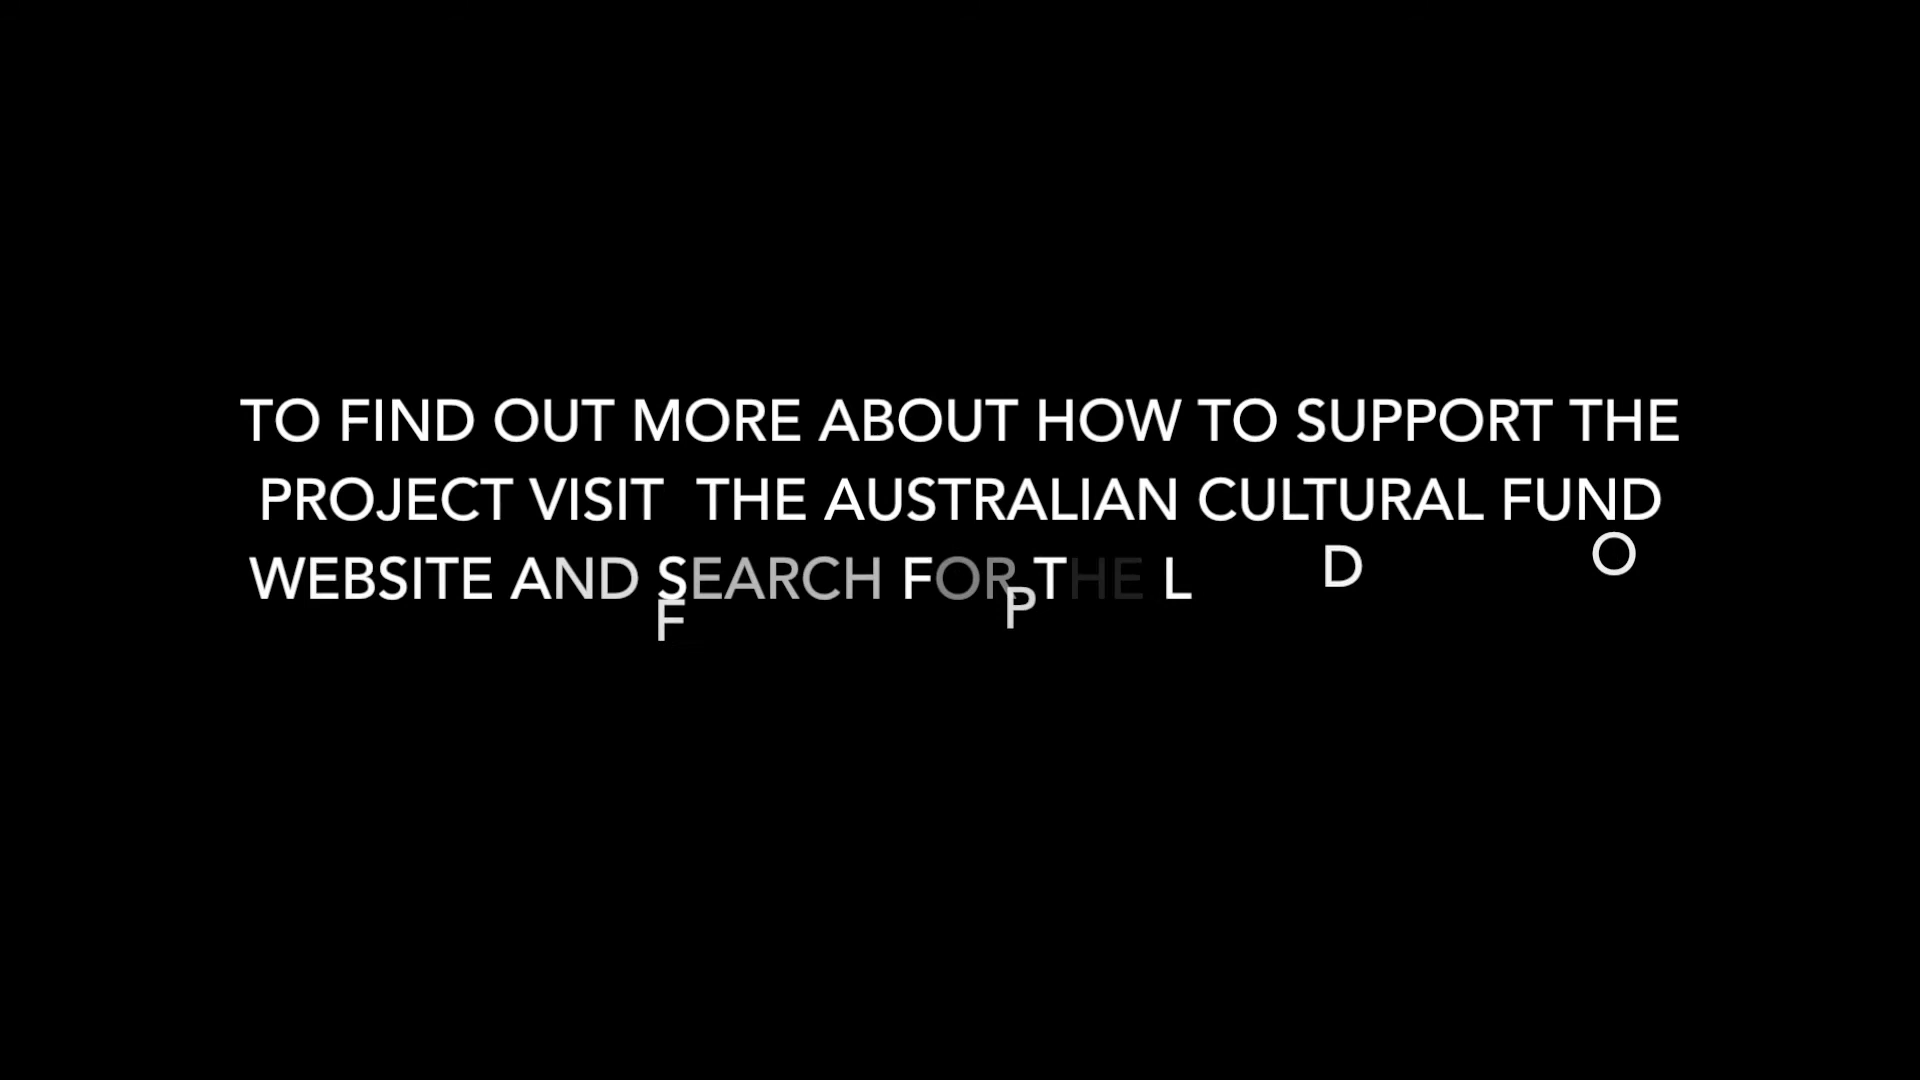 TO FIND OUT MORE ABOUT HOW TO SUPPORT THE
PROJECT VISIT THE AUSTRALIAN CULTURAL FUND
WEBSITE AND SEARCH FOR THE L D O
F P